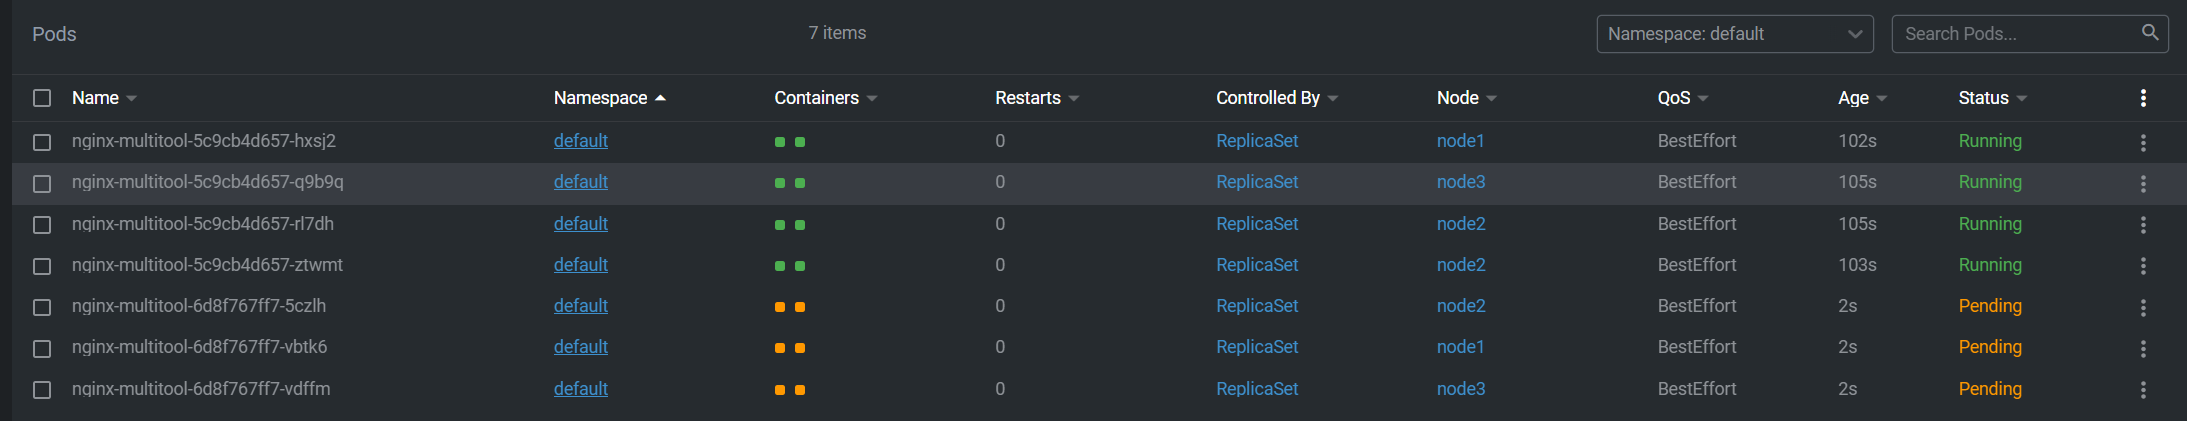 Pods 7 items Namespace: default Search Pods...
Name Namespace Containers Restarts Controlled By Node QoS Age Status
nginx-multitool-5c9cb4d657-hxsj2 default 0 ReplicaSet node1 BestEffort 102s Running
nginx-multitool-5c9cb4d657-q9b9q default 0 ReplicaSet node3 BestEffort 105s Running
nginx-multitool-5c9cb4d657-rl7dh default 0 ReplicaSet node2 BestEffort 105s Running
nginx-multitool-5c9cb4d657-ztwmt default 0 ReplicaSet node2 BestEffort 103s Running
nginx-multitool-6d8f767ff7-5czlh default 0 ReplicaSet node2 BestEffort 2s Pending
nginx-multitool-6d8f767ff7-vbtk6 default 0 ReplicaSet node1 BestEffort 2s Pending
nginx-multitool-6d8f767ff7-vdffm default 0 ReplicaSet node3 BestEffort 2s Pending